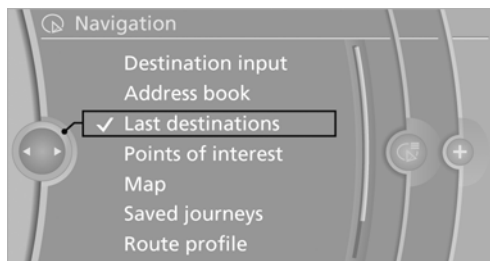 Navigation
Destination input
Address book
Last destinations
Points of interest
Map
Saved journeys
Route profile